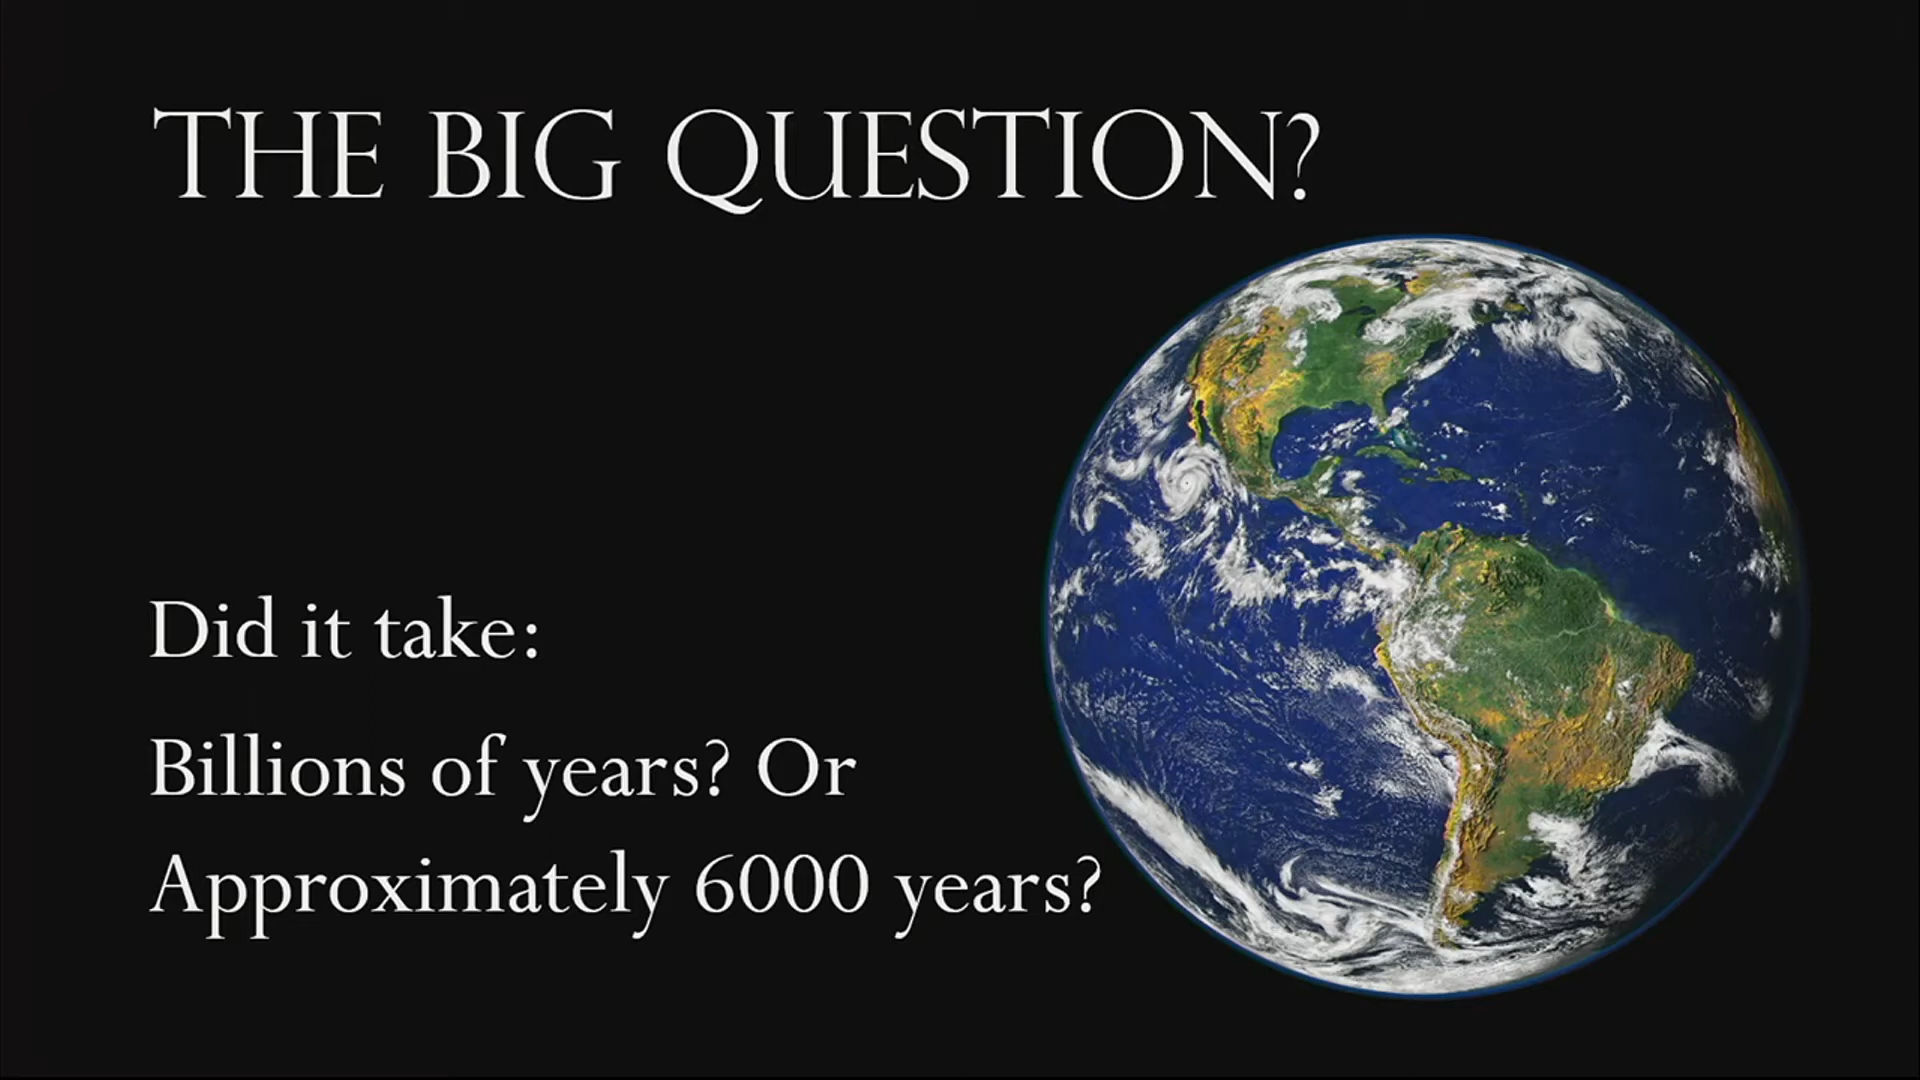 THE BIG QUESTION?
Did it take:
Billions of years? Or
Approximately 6000 years?